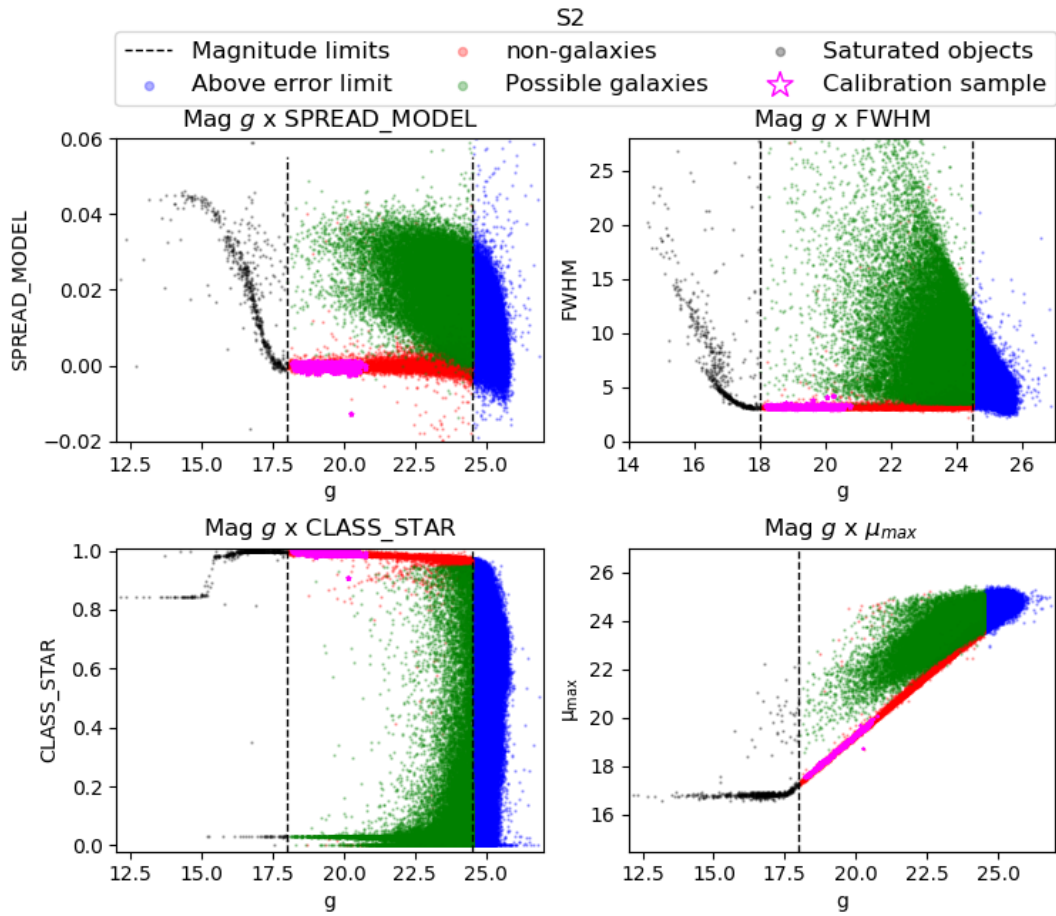 S2
Magnitude limits
non-galaxies
Saturated objects
Above error limit
Possible galaxies
Calibration sample
Mag g x SPREAD_MODEL
Mag g x FWHM
0.06
0.04
0.02
0.00
−0.02
SPREAD_MODEL
12.5 15.0 17.5 20.0 22.5 25.0
g
25
20
15
10
5
0
FWHM
14 16 18 20 22 24 26
g
Mag g x CLASS_STAR
Mag g x μmax
1.0
0.8
0.6
0.4
0.2
0.0
CLASS_STAR
12.5 15.0 17.5 20.0 22.5 25.0
g
26
24
22
20
18
16
μmax
12.5 15.0 17.5 20.0 22.5 25.0
g